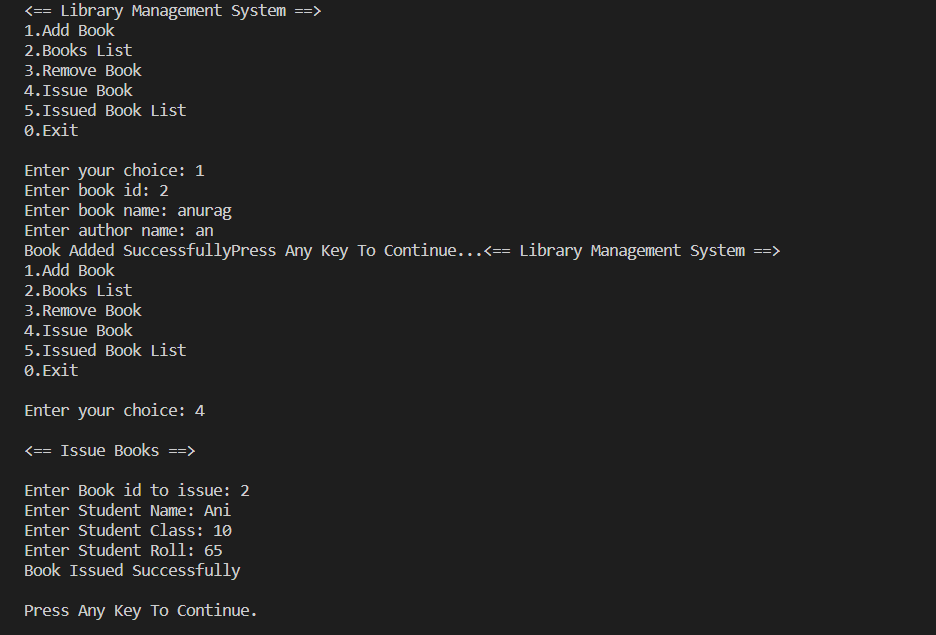 <== Library Management System ==>
1.Add Book
2.Books List
3.Remove Book
4.Issue Book
5.Issued Book List
0.Exit
Enter your choice: 1
Enter book id: 2
Enter book name: anurag
Enter author name: an
Book Added SuccessfullyPress Any Key To Continue...<== Library Management System ==>
1.Add Book
2.Books List
3.Remove Book
4.Issue Book
5.Issued Book List
0.Exit
Enter your choice: 4
<== Issue Books ==>
Enter Book id to issue: 2
Enter Student Name: Ani
Enter Student Class: 10
Enter Student Roll: 65
Book Issued Successfully
Press Any Key To Continue.